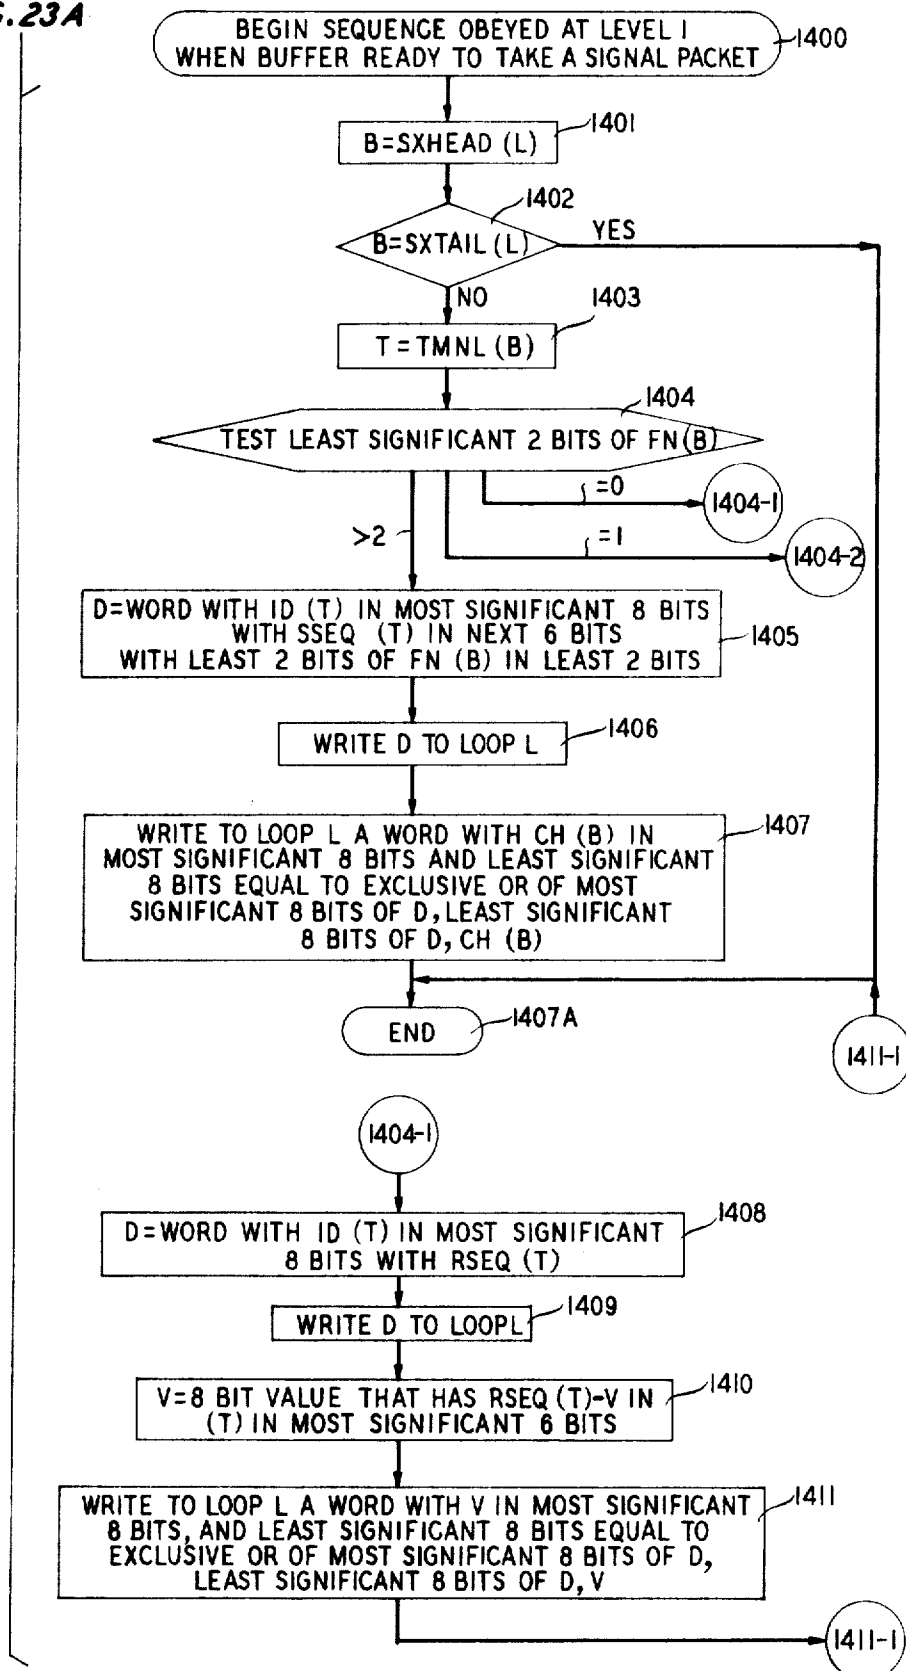 .23A
BEGIN SEQUENCE OBEYED AT LEVEL 1
WHEN BUFFER READY TO TAKE A SIGNAL PACKET
1400
1401
B=SXHEAD (L)
1402
B=SXTAIL (L)
YES
NO
1403
T=TMNL (B)
1404
TEST LEAST SIGNIFICANT 2 BITS OF FN (B)
=0
1404-1
>2
=1
1404-2
D=WORD WITH ID (T) IN MOST SIGNIFICANT 8 BITS
WITH SSEQ (T) IN NEXT 6 BITS
WITH LEAST 2 BITS OF FN (B) IN LEAST 2 BITS
1405
WRITE D TO LOOP L
1406
WRITE TO LOOP L A WORD WITH CH (B) IN
MOST SIGNIFICANT 8 BITS AND LEAST SIGNIFICANT
8 BITS EQUAL TO EXCLUSIVE OR OF MOST
SIGNIFICANT 8 BITS OF D, LEAST SIGNIFICANT
8 BITS OF D, CH (B)
1407
END
1407A
1411-1
1404-1
D=WORD WITH ID (T) IN MOST SIGNIFICANT
8 BITS WITH RSEQ (T)
1408
WRITE D TO LOOPL
1409
V=8 BIT VALUE THAT HAS RSEQ (T)-V IN
(T) IN MOST SIGNIFICANT 6 BITS
1410
WRITE TO LOOP L A WORD WITH V IN MOST SIGNIFICANT
8 BITS, AND LEAST SIGNIFICANT 8 BITS EQUAL TO
EXCLUSIVE OR OF MOST SIGNIFICANT 8 BITS OF D,
LEAST SIGNIFICANT 8 BITS OF D, V
1411
1411-1